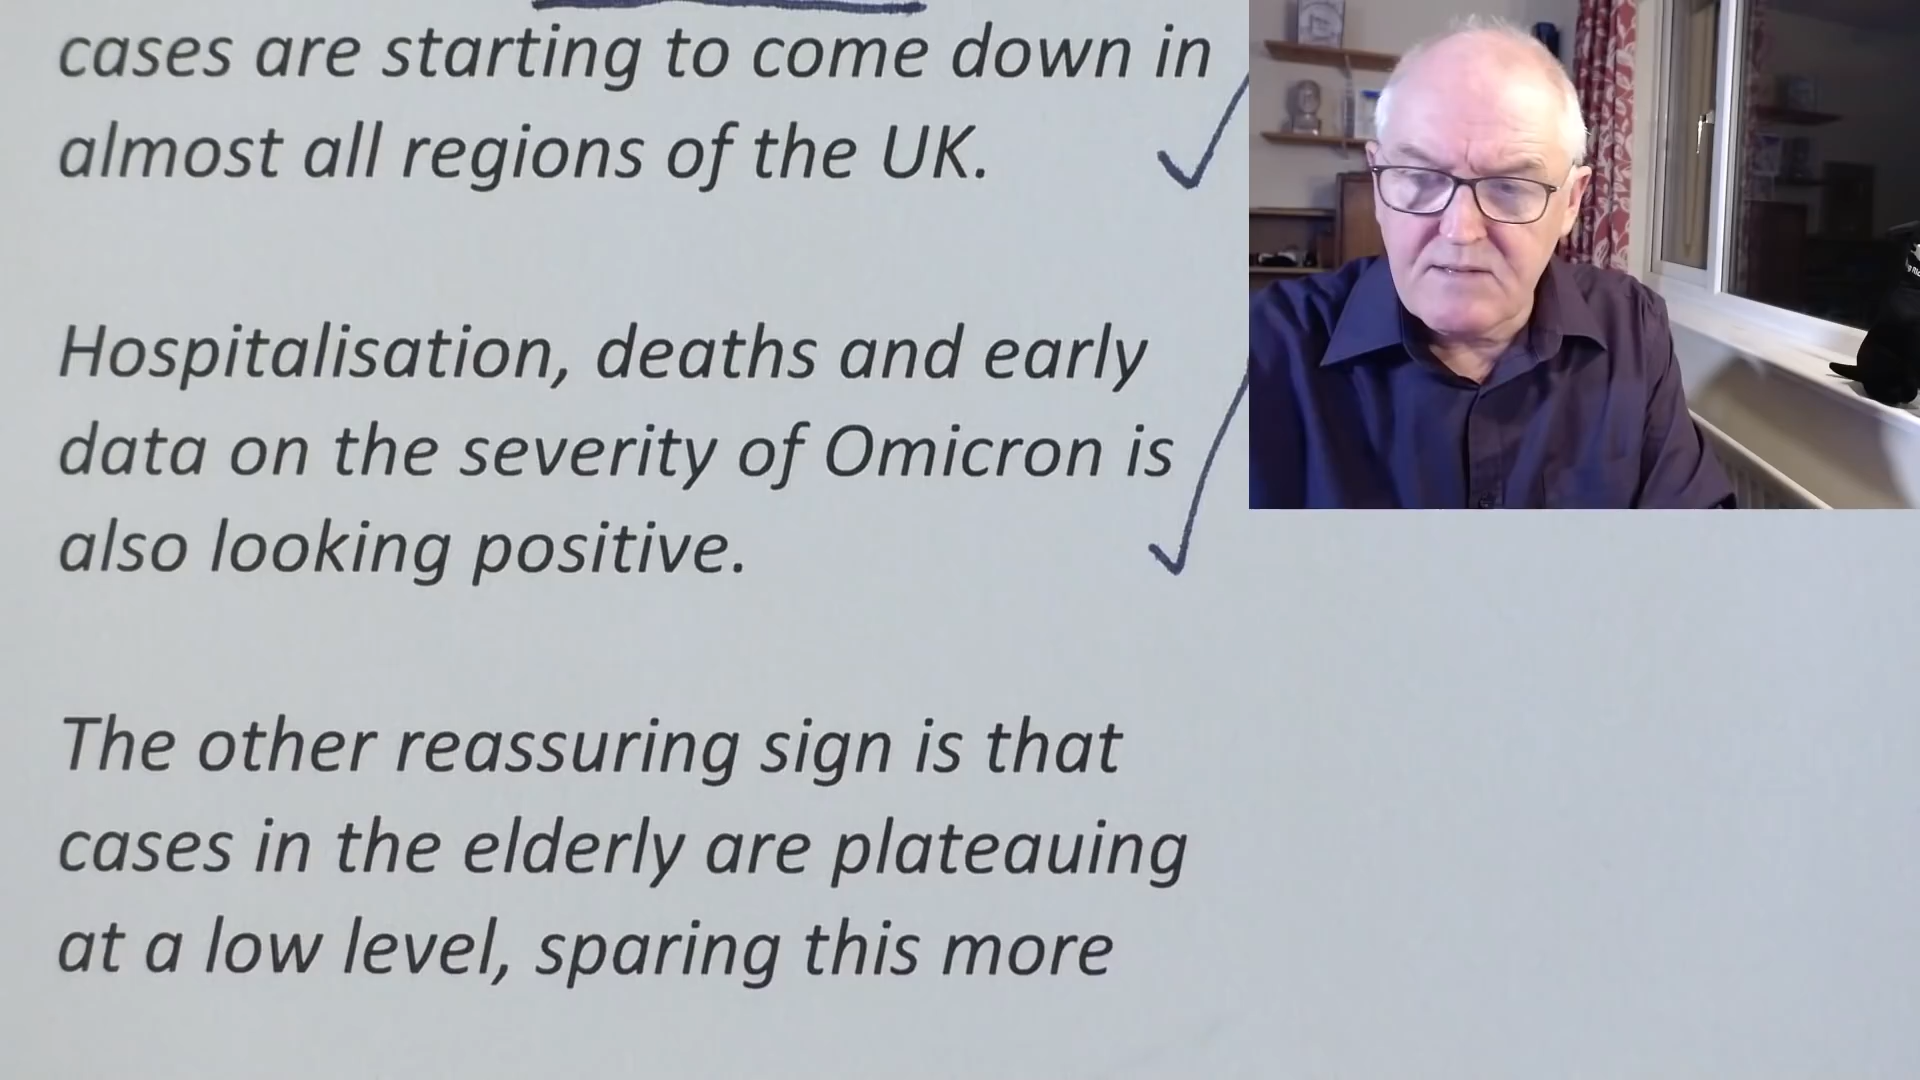 cases are starting to come down in
almost all regions of the UK.
Hospitalisation, deaths and early
data on the severity of Omicron is
also looking positive.
The other reassuring sign is that
cases in the elderly are plateauing
at a low level, sparing this more